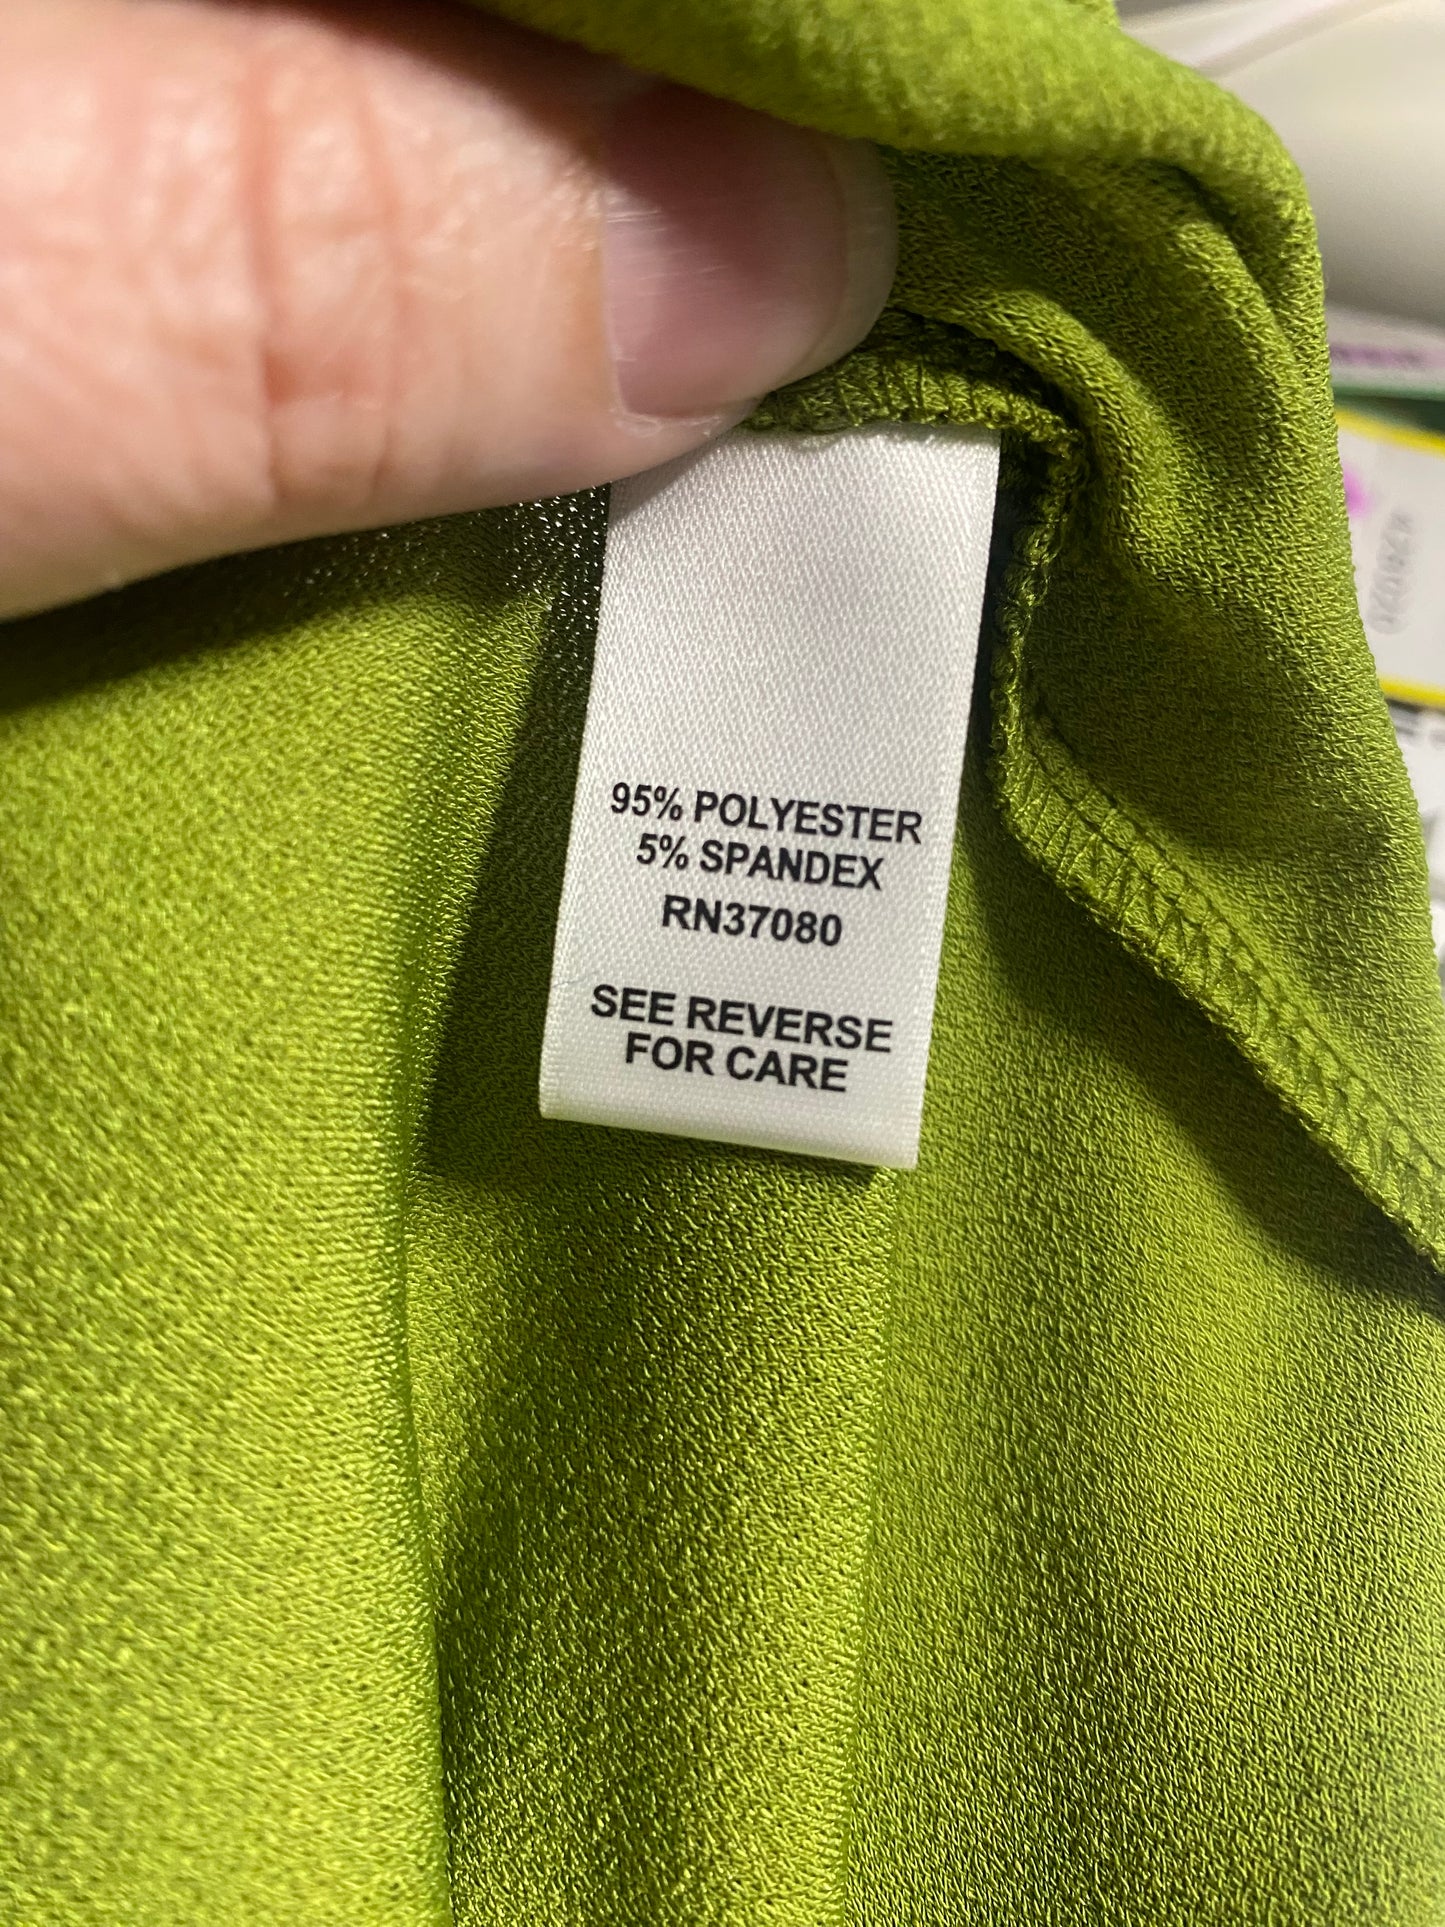 95% POLYESTER
5% SPANDEX
RN37080
SEE REVERSE
FOR CARE